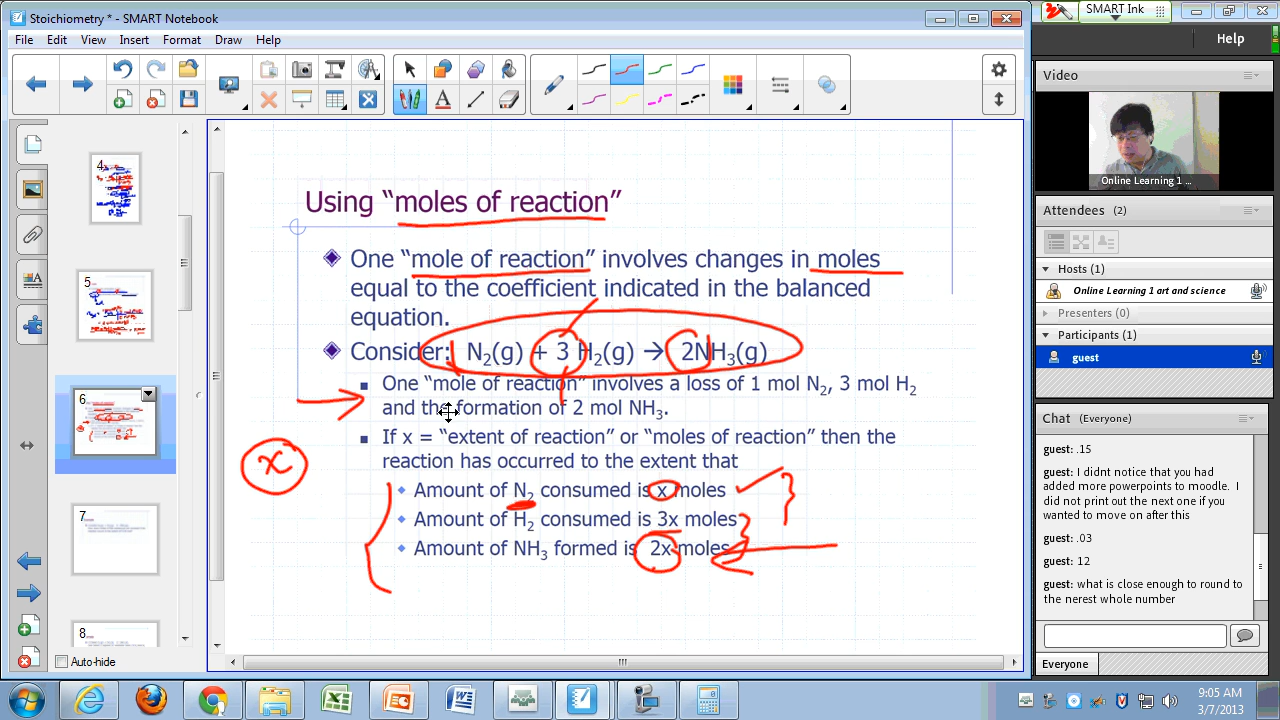 Stoichiometry * - SMART Notebook
SMART Ink
File Edit View Insert Format Draw Help
Help
Video
Online Learning 1 ...
Attendees (2)
Hosts (1)
Online Learning 1 art and science
Presenters (0)
Participants (1)
guest
Chat (Everyone)
guest: .15
guest: I didnt notice that you had
added more powerpoints to moodle. I
did not print out the next one if you
wanted to move on after this
guest: .03
guest: 12
guest: what is close enough to round to
the nerest whole number
Everyone
4
5
6
7
8
Auto-hide
Using “moles of reaction”
One “mole of reaction” involves changes in moles
equal to the coefficient indicated in the balanced
equation.
Consider: N₂(g) + 3 H₂(g) → 2NH₃(g)
One “mole of reaction” involves a loss of 1 mol N₂, 3 mol H₂
and the formation of 2 mol NH₃.
If x = “extent of reaction” or “moles of reaction” then the
reaction has occurred to the extent that
x
Amount of N₂ consumed is x moles
Amount of H₂ consumed is 3x moles
Amount of NH₃ formed is 2x moles
9:05 AM
3/7/2013